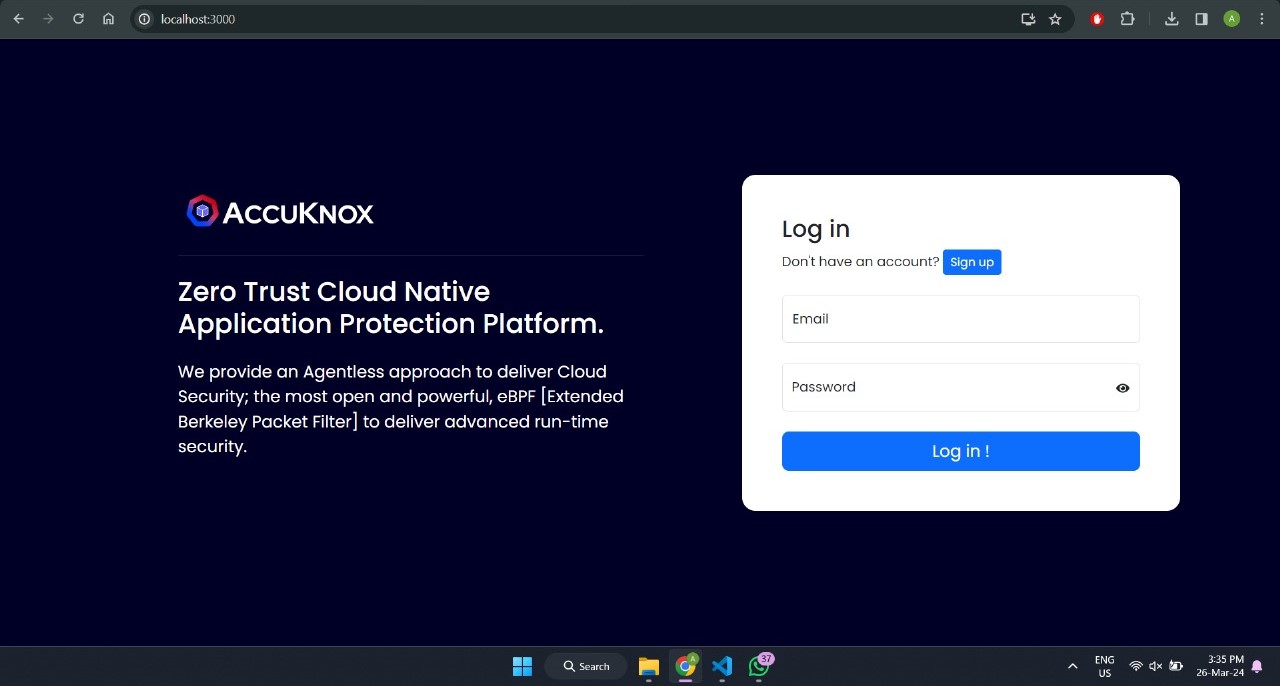 localhost:3000
A
ACCUKNOX
Zero Trust Cloud Native
Application Protection Platform.
We provide an Agentless approach to deliver Cloud
Security; the most open and powerful, eBPF [Extended
Berkeley Packet Filter] to deliver advanced run-time
security.
Log in
Don't have an account? Sign up
Email
Password
Log in !
Search
A
37
ENG
US
3:35 PM
26-Mar-24